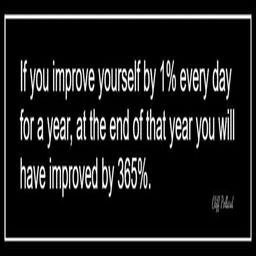 If you improve yourself by 1% every day
for a year, at the end of that year you will
have improved by 365%.